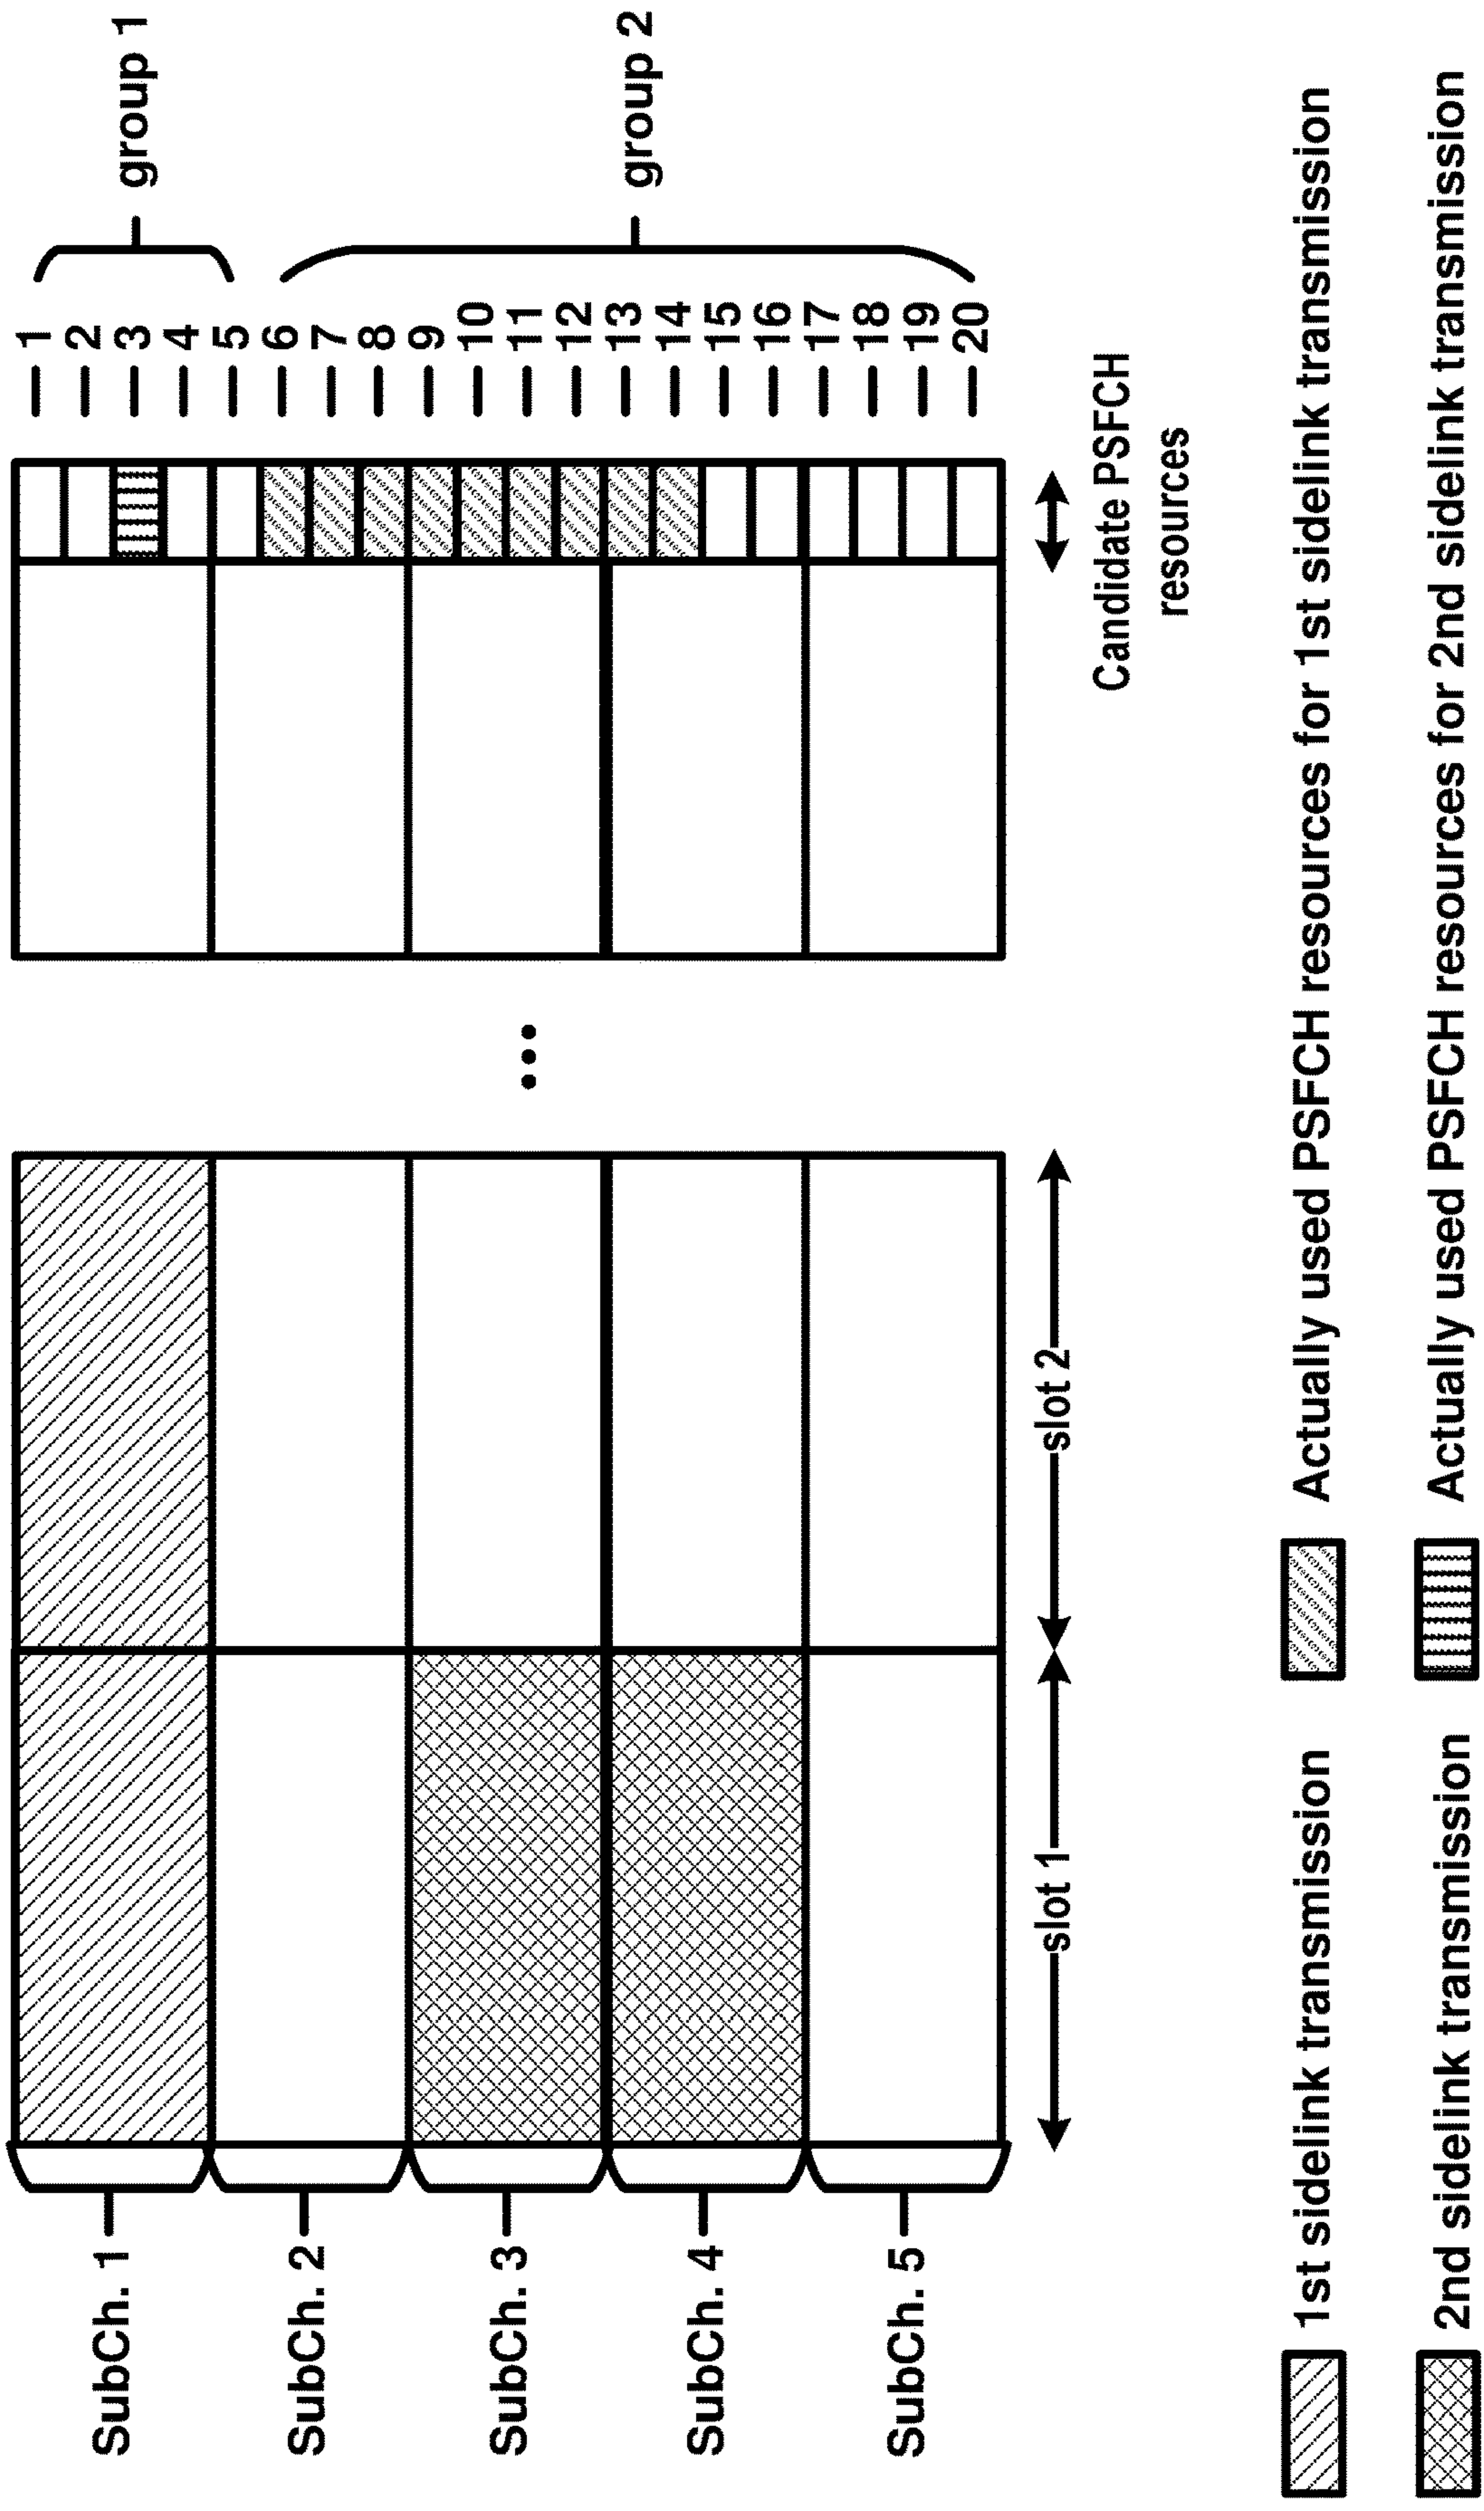 SubCh. 1
SubCh. 2
SubCh. 3
SubCh. 4
SubCh. 5
slot 1
slot 2
...
1
2
3
4
5
6
7
8
9
10
11
12
13
14
15
16
17
18
19
20
group 1
group 2
Candidate PSFCH
resources
1st sidelink transmission
Actually used PSFCH resources for 1st sidelink transmission
2nd sidelink transmission
Actually used PSFCH resources for 2nd sidelink transmission